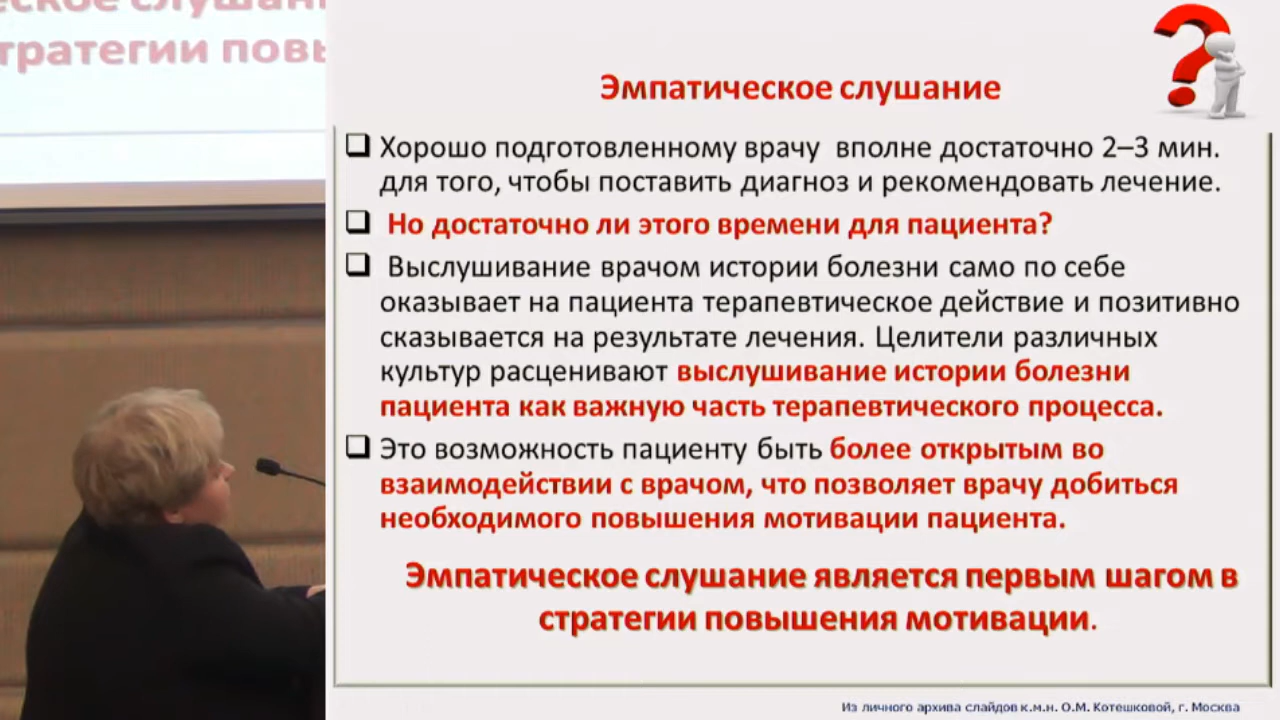 стратегии повы
Эмпатическое слушание
Хорошо подготовленному врачу вполне достаточно 2–3 мин.
для того, чтобы поставить диагноз и рекомендовать лечение.
Но достаточно ли этого времени для пациента?
Выслушивание врачом истории болезни само по себе
оказывает на пациента терапевтическое действие и позитивно
сказывается на результате лечения. Целители различных
культур расценивают выслушивание истории болезни
пациента как важную часть терапевтического процесса.
Это возможность пациенту быть более открытым во
взаимодействии с врачом, что позволяет врачу добиться
необходимого повышения мотивации пациента.
Эмпатическое слушание является первым шагом в
стратегии повышения мотивации.
Из личного архива слайдов к.м.н. О.М. Котешковой, г. Москва